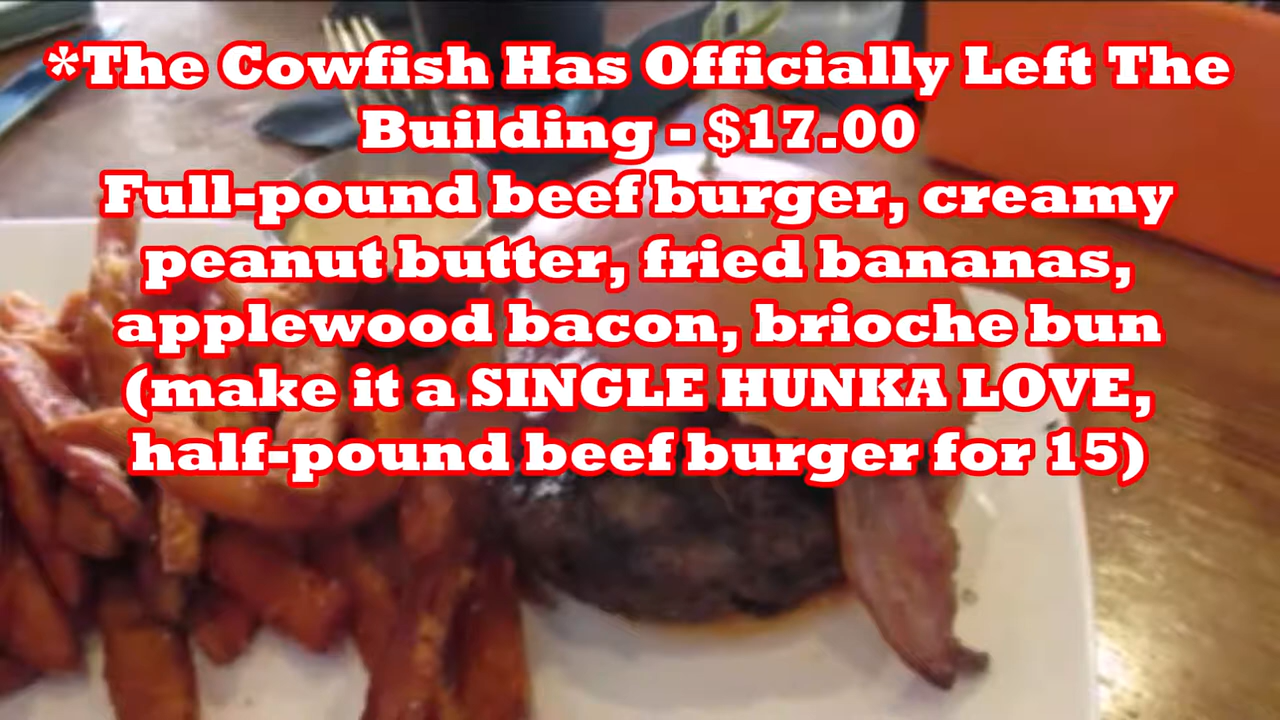 *The Cowfish Has Officially Left The
Building - $17.00
Full-pound beef burger, creamy
peanut butter, fried bananas,
applewood bacon, brioche bun
(make it a SINGLE HUNKA LOVE,
half-pound beef burger for 15)